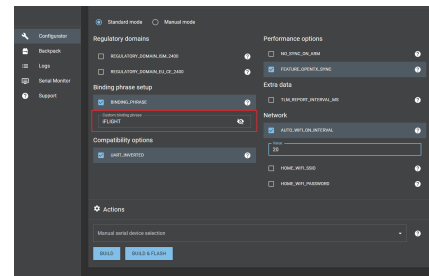 Standard mode
Manual mode
Configurator
Backpack
Logs
Serial Monitor
Support
Regulatory domains
REGULATORY_DOMAIN_ISM_2400
REGULATORY_DOMAIN_EU_CE_2400
Binding phrase setup
BINDING_PHRASE
Custom binding phrase
iFLIGHT
Compatibility options
UART_INVERTED
Performance options
NO_SYNC_ON_ARM
FEATURE_OPENTX_SYNC
Extra data
TLM_REPORT_INTERVAL_MS
Network
AUTO_WIFI_ON_INTERVAL
Value
20
HOME_WIFI_SSID
HOME_WIFI_PASSWORD
Actions
Manual serial device selection
BUILD
BUILD & FLASH